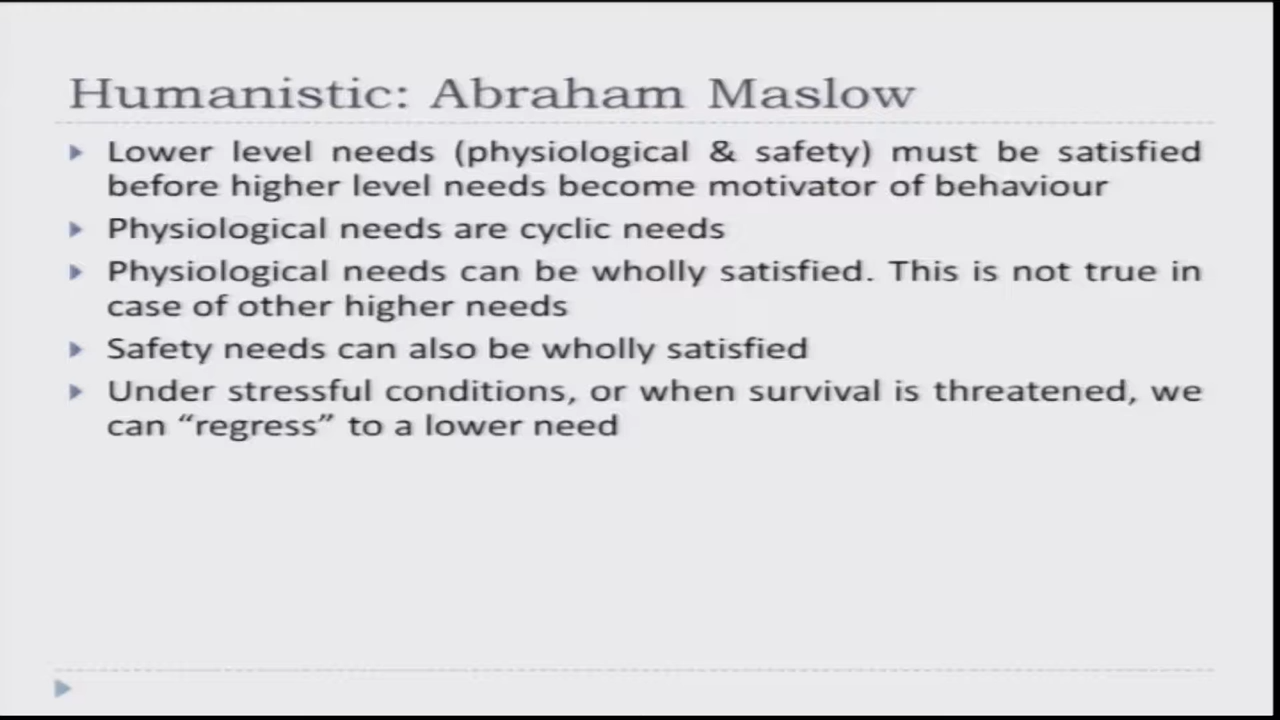 Humanistic: Abraham Maslow
Lower level needs (physiological & safety) must be satisfied
before higher level needs become motivator of behaviour
Physiological needs are cyclic needs
Physiological needs can be wholly satisfied. This is not true in
case of other higher needs
Safety needs can also be wholly satisfied
Under stressful conditions, or when survival is threatened, we
can “regress” to a lower need